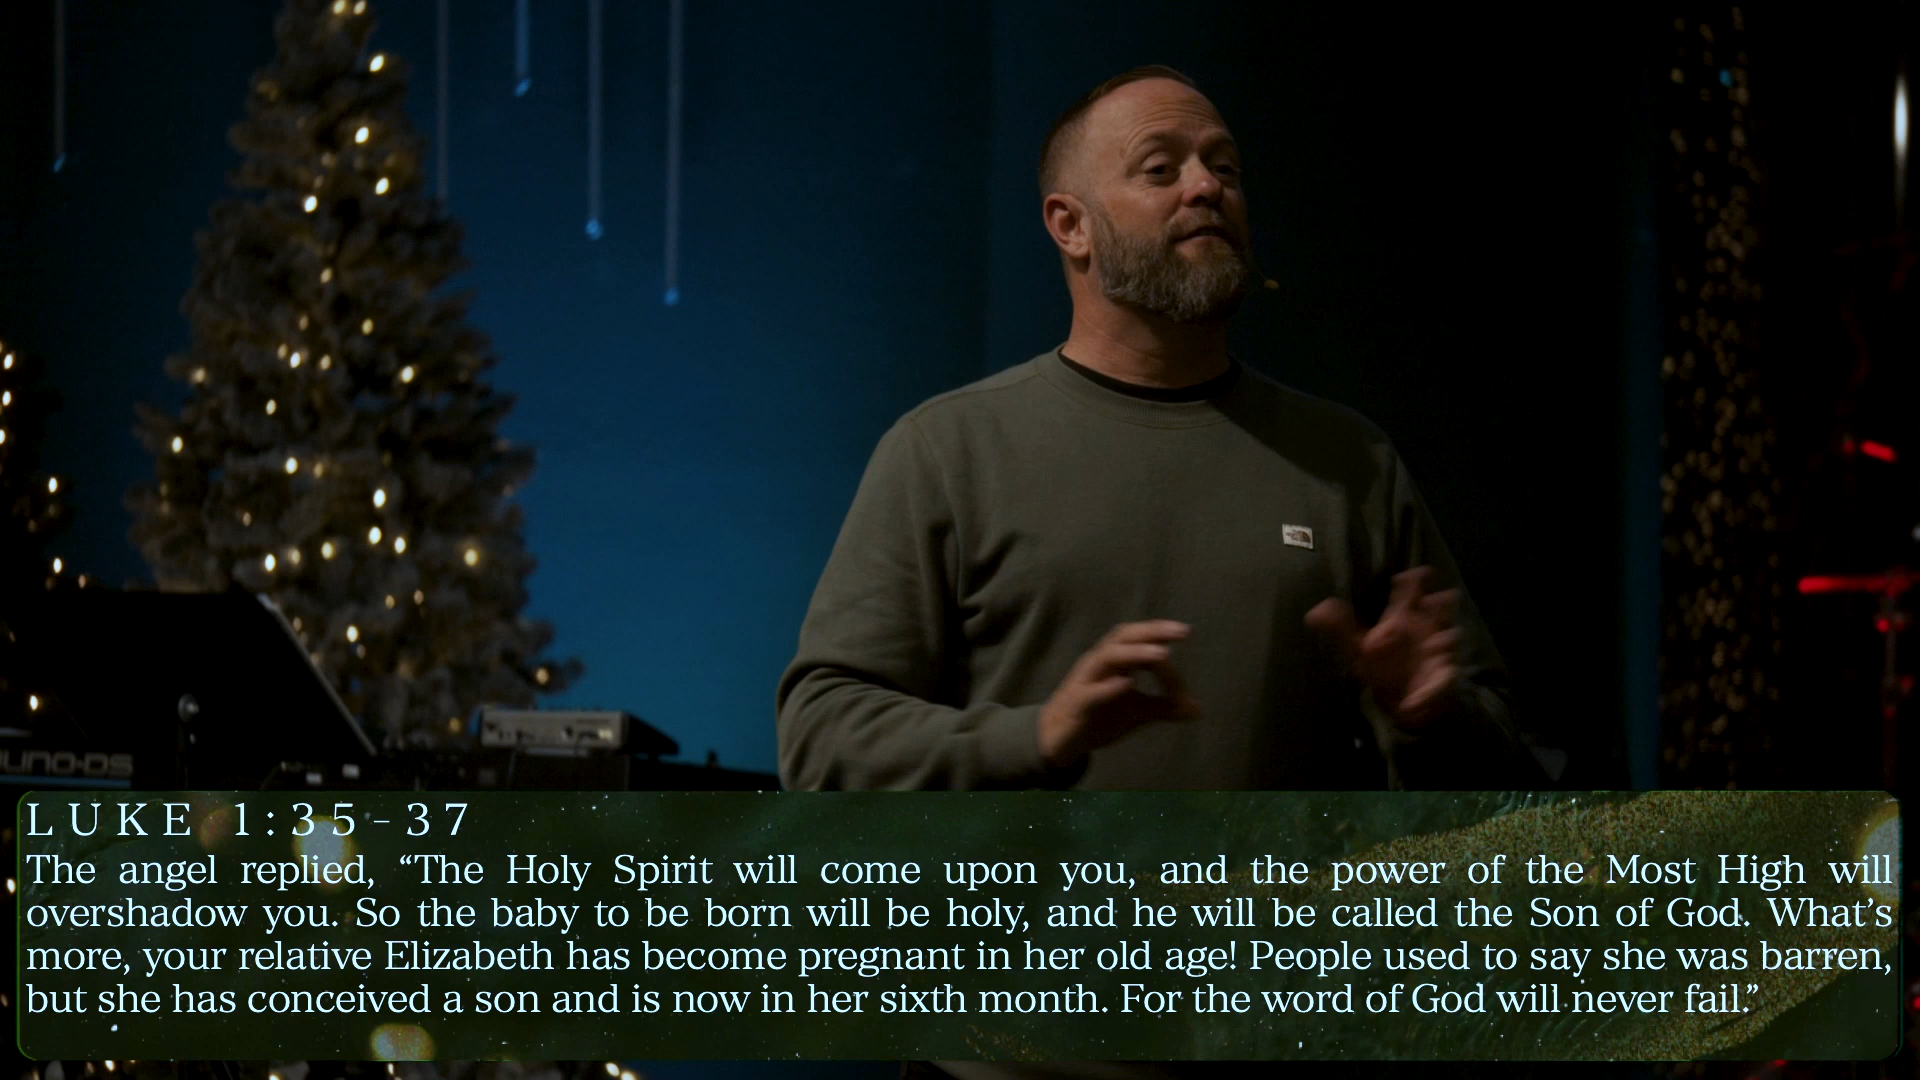 LUKE 1:35-37
The angel replied, “The Holy Spirit will come upon you, and the power of the Most High will
overshadow you. So the baby to be born will be holy, and he will be called the Son of God. What’s
more, your relative Elizabeth has become pregnant in her old age! People used to say she was barren,
but she has conceived a son and is now in her sixth month. For the word of God will never fail.”